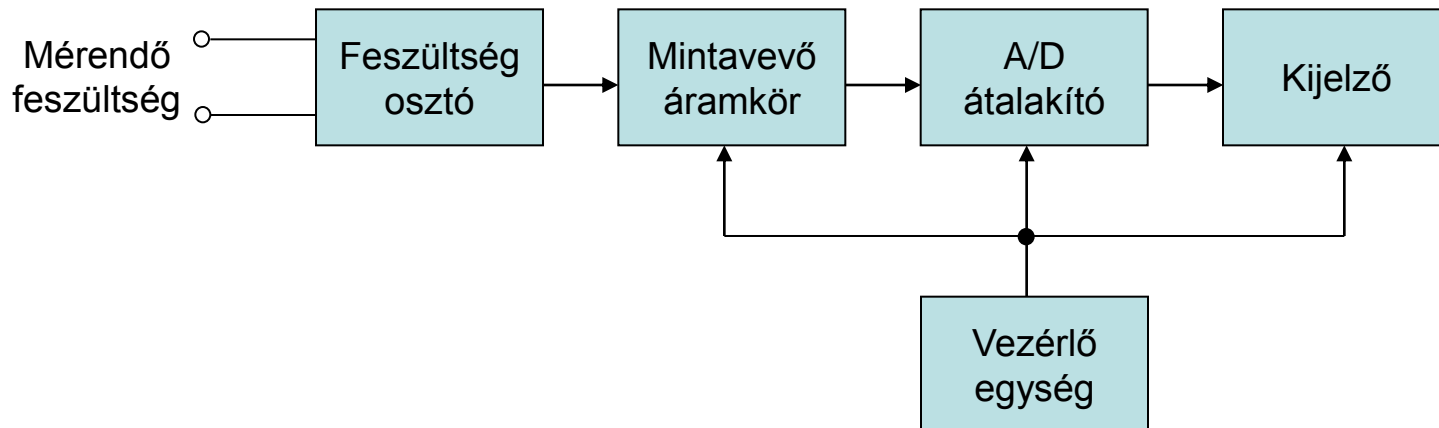 Mérendő
feszültség
Feszültség
osztó
Mintavevő
áramkör
A/D
átalakító
Kijelző
Vezérlő
egység